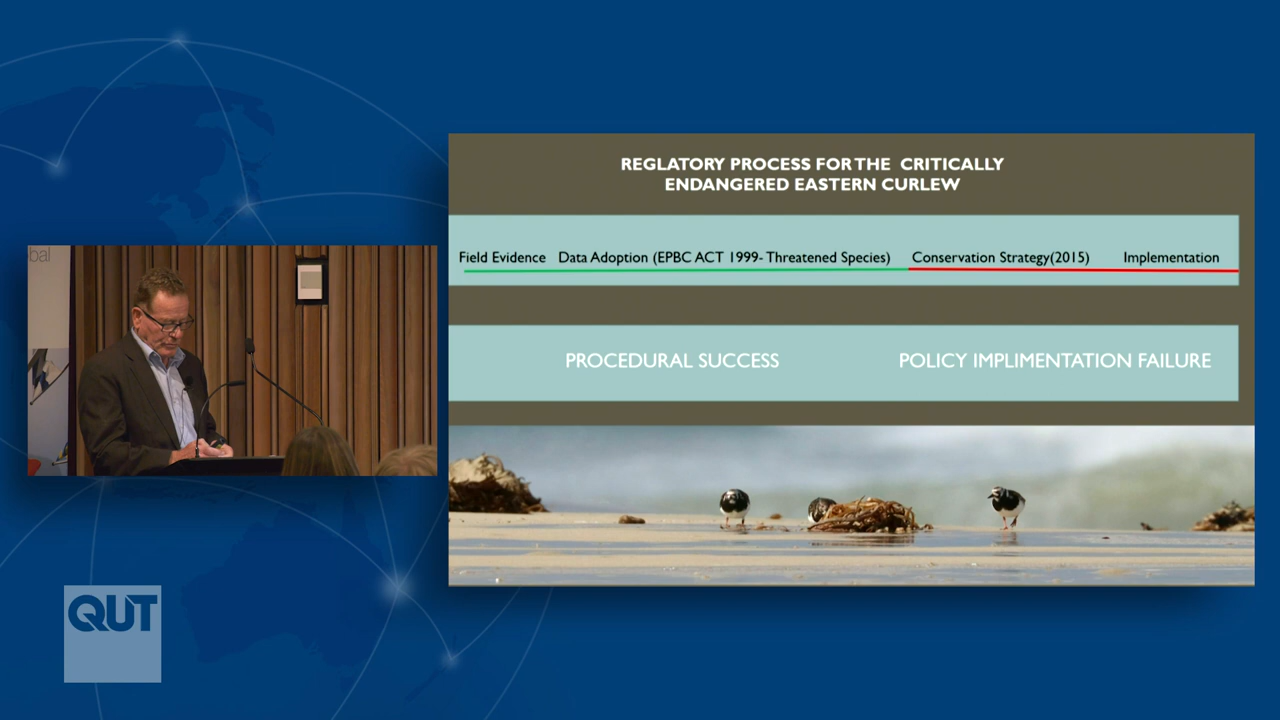 REGLATORY PROCESS FOR THE CRITICALLY
ENDANGERED EASTERN CURLEW
Field Evidence Data Adoption (EPBC ACT 1999- Threatened Species) Conservation Strategy(2015) Implementation
PROCEDURAL SUCCESS POLICY IMPLIMENTATION FAILURE
bal
QUT